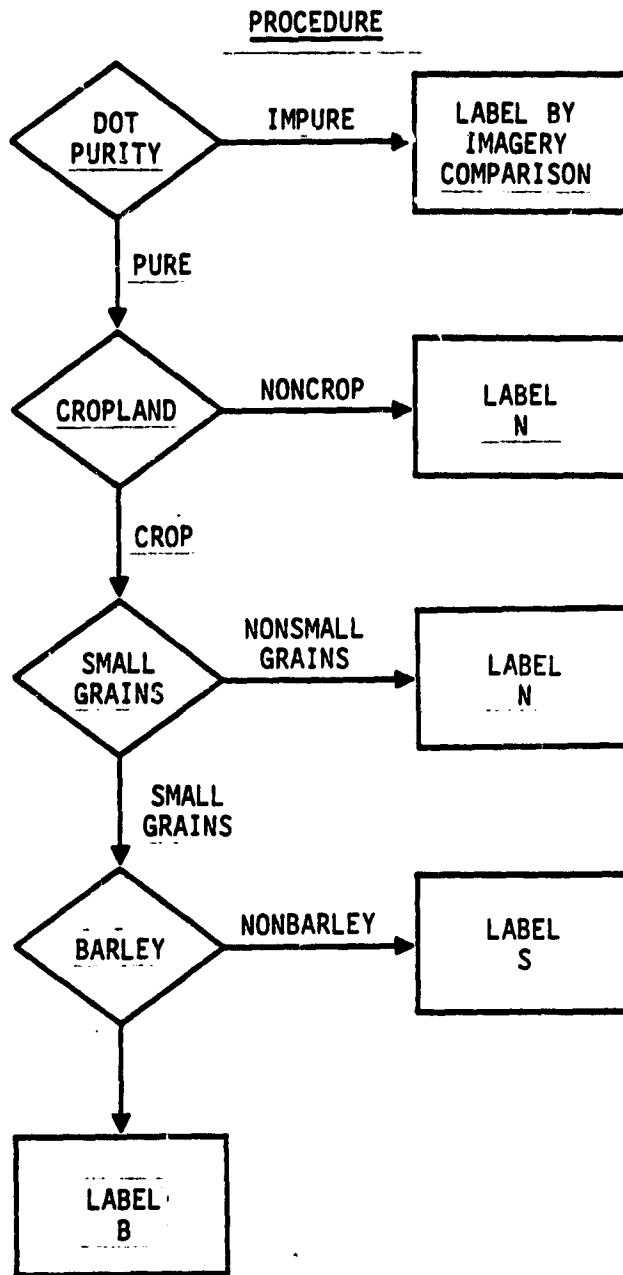 PROCEDURE
DOT
PURITY
IMPURE
LABEL BY
IMAGERY
COMPARISON
PURE
CROPLAND
NONCROP
LABEL
N
CROP
SMALL
GRAINS
NONSMALL
GRAINS
LABEL
N
SMALL
GRAINS
BARLEY
NONBARLEY
LABEL
S
LABEL
B